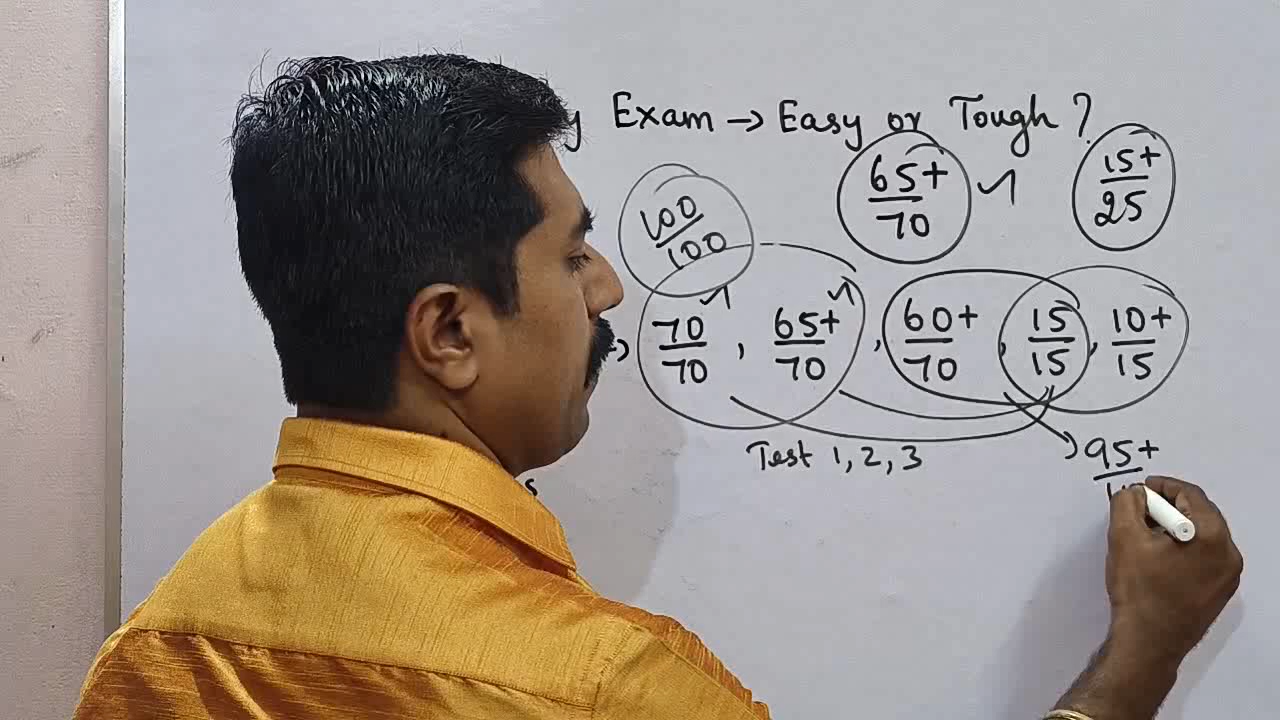 Exam → Easy or Tough ?
100/100 65+/70 15+/25
70/70 , 65+/70 , 60+/70 , 15/15 , 10+/15
Test 1, 2, 3
95+